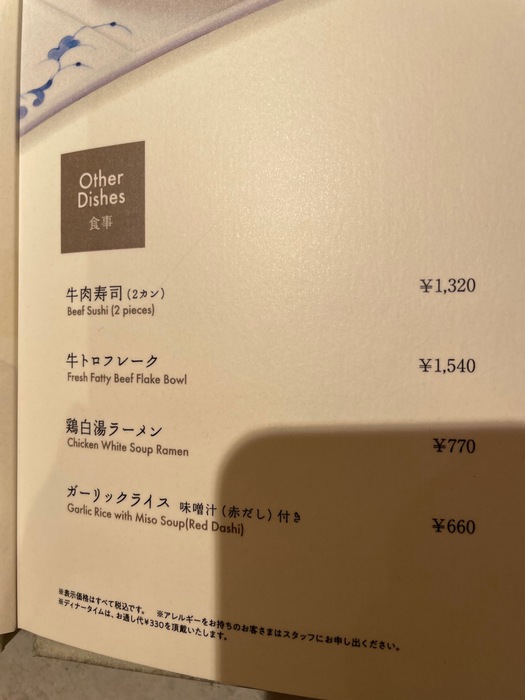 Other
Dishes
食事
牛肉寿司（2カン） ¥1,320
Beef Sushi (2 pieces)
牛トロフレーク ¥1,540
Fresh Fatty Beef Flake Bowl
鶏白湯ラーメン ¥770
Chicken White Soup Ramen
ガーリックライス 味噌汁（赤だし）付き ¥660
Garlic Rice with Miso Soup(Red Dashi)
※表示価格はすべて税込です。 ※アレルギーをお持ちのお客さまはスタッフにお申し出ください。
※ディナータイムは、お通し代¥330を頂戴いたします。